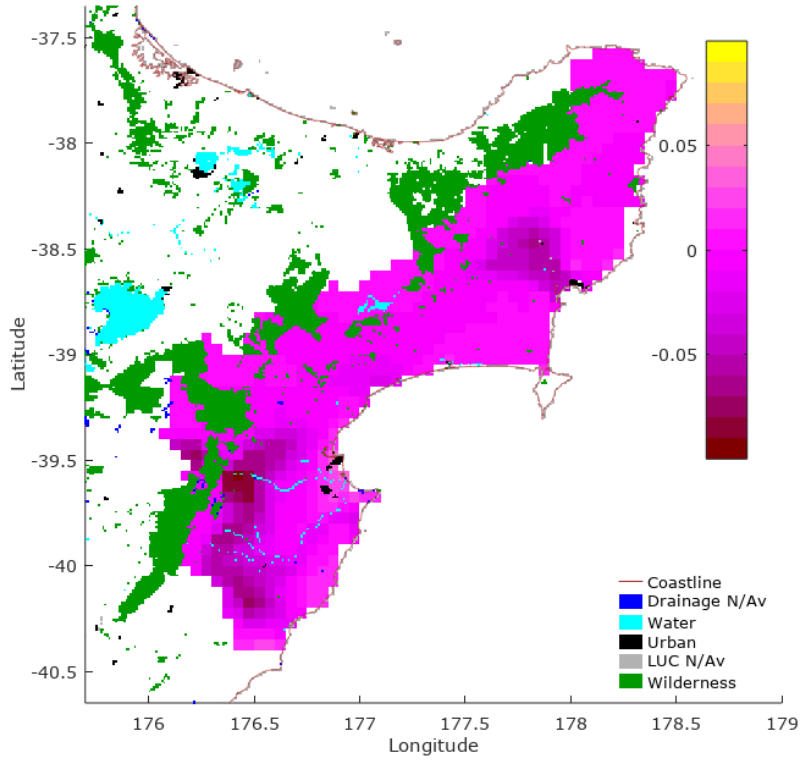 -37.5
-38
-38.5
-39
-39.5
-40
-40.5
Latitude
176
176.5
177
177.5
178
178.5
179
Longitude
0.05
0
-0.05
Coastline
Drainage N/Av
Water
Urban
LUC N/Av
Wilderness